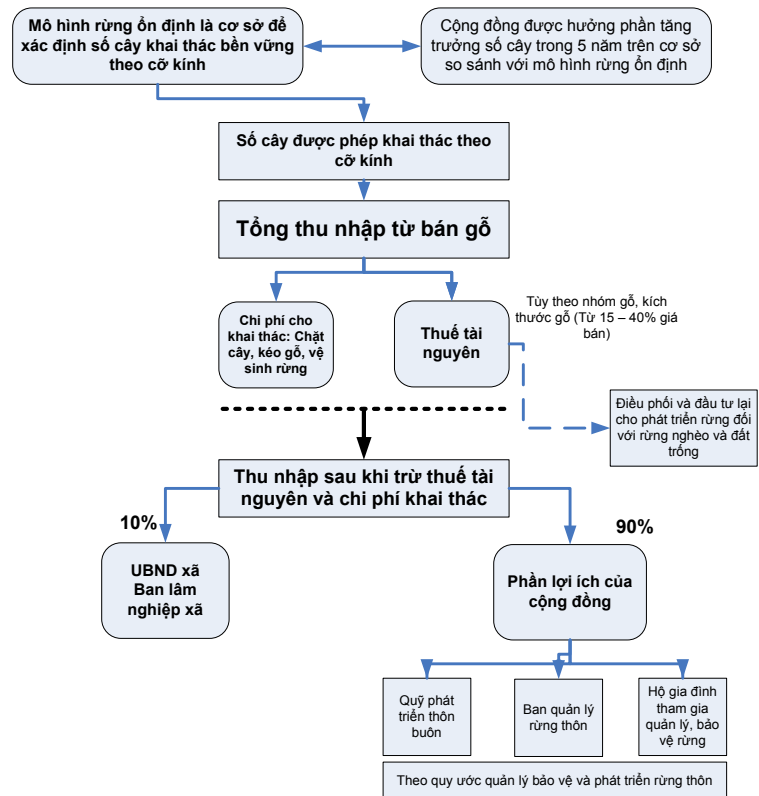 Mô hình rừng ổn định là cơ sở để
xác định số cây khai thác bền vững
theo cỡ kính
Cộng đồng được hưởng phần tăng
trưởng số cây trong 5 năm trên cơ sở
so sánh với mô hình rừng ổn định
Số cây được phép khai thác theo
cỡ kính
Tổng thu nhập từ bán gỗ
Chi phí cho
khai thác: Chặt
cây, kéo gỗ, vệ
sinh rừng
Thuế tài
nguyên
Tùy theo nhóm gỗ, kích
thước gỗ (Từ 15 – 40% giá
bán)
Điều phối và đầu tư lại
cho phát triển rừng đối
với rừng nghèo và đất
trống
Thu nhập sau khi trừ thuế tài
nguyên và chi phí khai thác
10%
90%
UBND xã
Ban lâm
nghiệp xã
Phần lợi ích của
cộng đồng
Quỹ phát
triển thôn
buôn
Ban quản lý
rừng thôn
Hộ gia đình
tham gia
quản lý, bảo
vệ rừng
Theo quy ước quản lý bảo vệ và phát triển rừng thôn